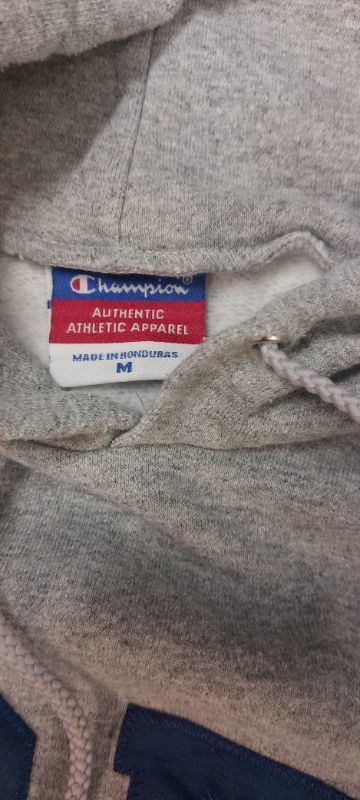 Champion®
AUTHENTIC
ATHLETIC APPAREL
MADE IN HONDURAS
M